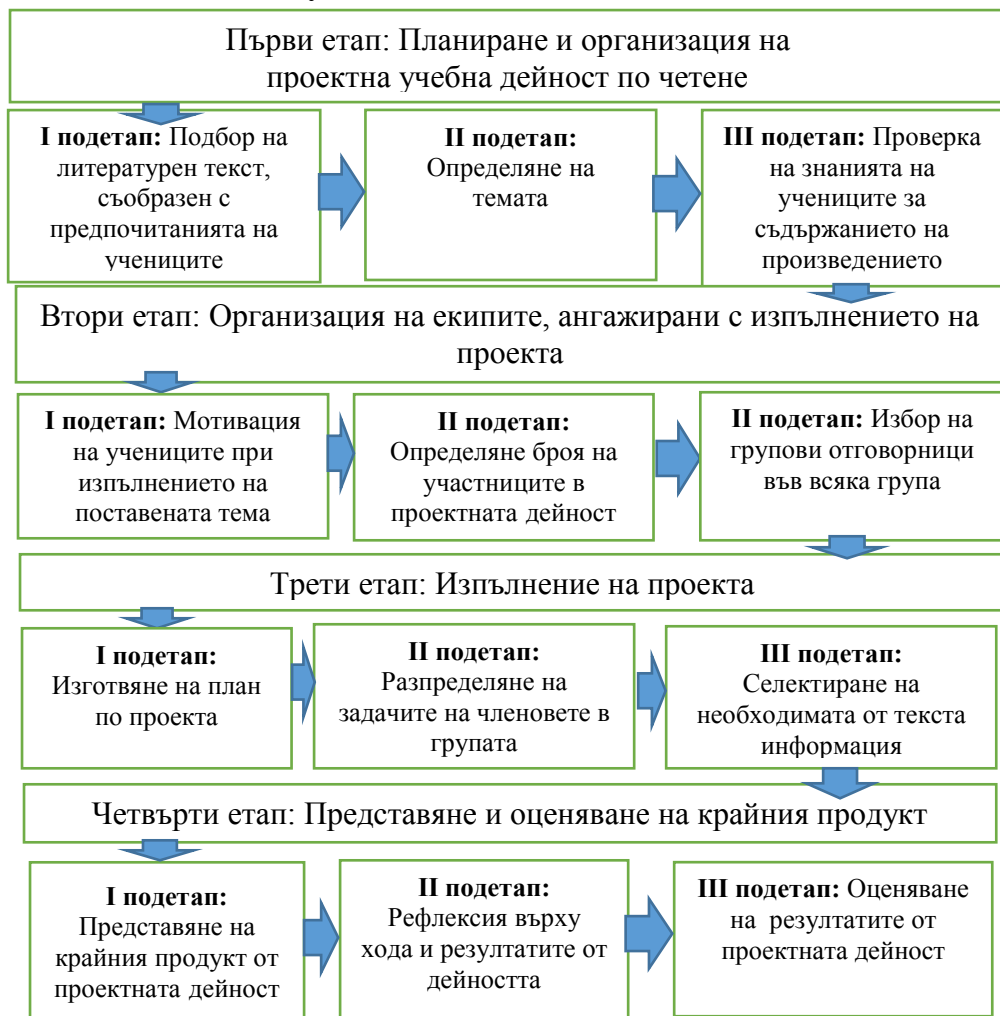 Първи етап: Планиране и организация на
проектна учебна дейност по четене
I подетап: Подбор на
литературен текст,
съобразен с
предпочитанията на
учениците
II подетап:
Определяне на
темата
III подетап: Проверка
на знанията на
учениците за
съдържанието на
произведението
Втори етап: Организация на екипите, ангажирани с изпълнението на
проекта
I подетап: Мотивация
на учениците при
изпълнението на
поставената тема
II подетап:
Определяне броя на
участниците в
проектната дейност
II подетап: Избор на
групови отговорници
във всяка група
Трети етап: Изпълнение на проекта
I подетап:
Изготвяне на план
по проекта
II подетап:
Разпределяне на
задачите на членовете в
групата
III подетап:
Селектиране на
необходимата от текста
информация
Четвърти етап: Представяне и оценяване на крайния продукт
I подетап:
Представяне на
крайния продукт от
проектната дейност
II подетап:
Рефлексия върху
хода и резултатите от
дейността
III подетап: Оценяване
на резултатите от
проектната дейност